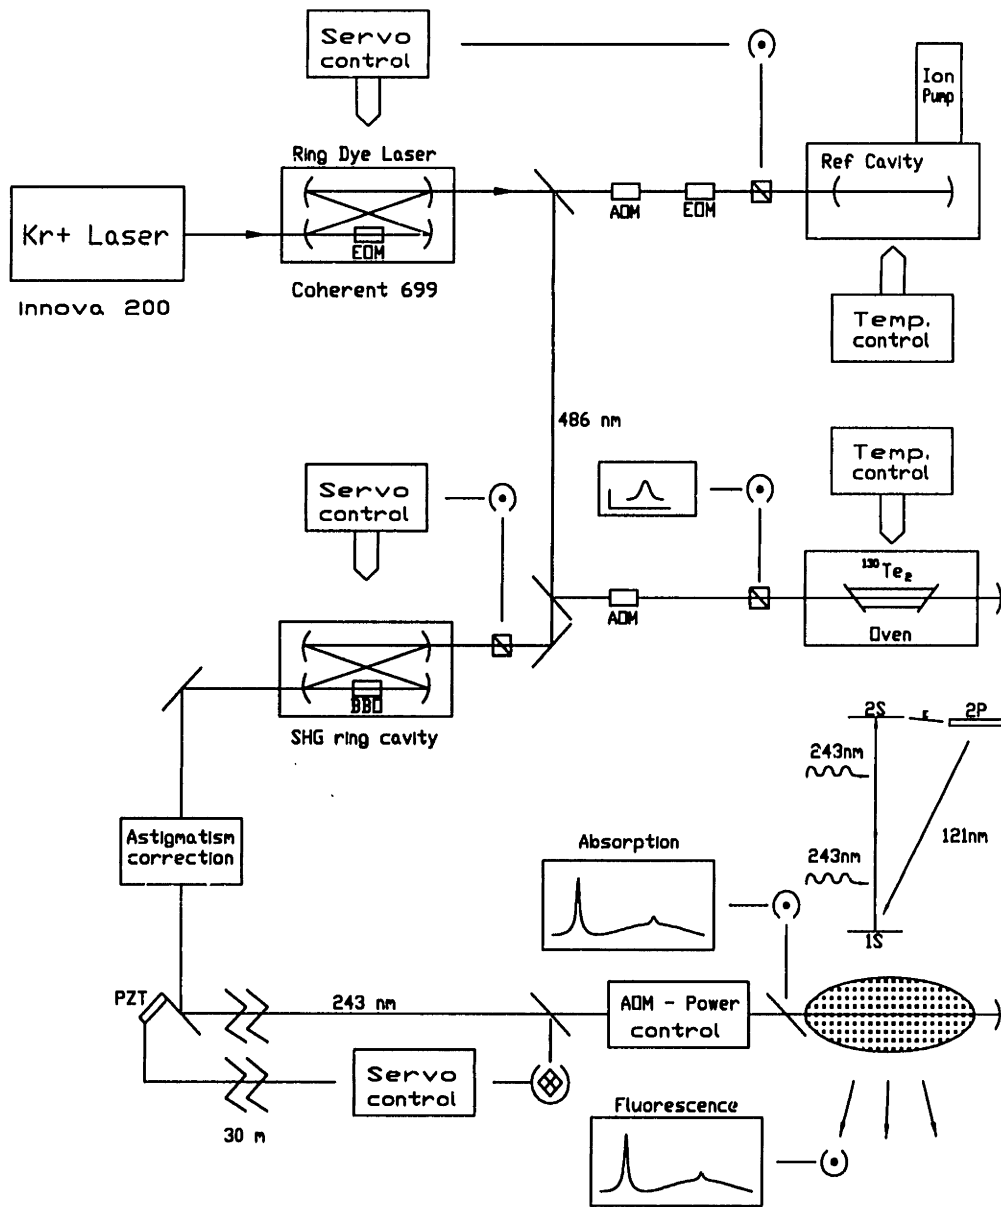 Servo
control
Ion
Pump
Ring Dye Laser
Ref Cavity
Kr+ Laser
AOM
EOM
EOM
Innova 200
Coherent 699
Temp.
control
486 nm
Temp.
control
Servo
control
¹³⁰Te₂
AOM
Oven
BBO
SHG ring cavity
2S
E
2P
243nm
Astigmatism
correction
Absorption
121nm
243nm
1S
PZT
243 nm
AOM - Power
control
Servo
control
30 m
Fluorescence